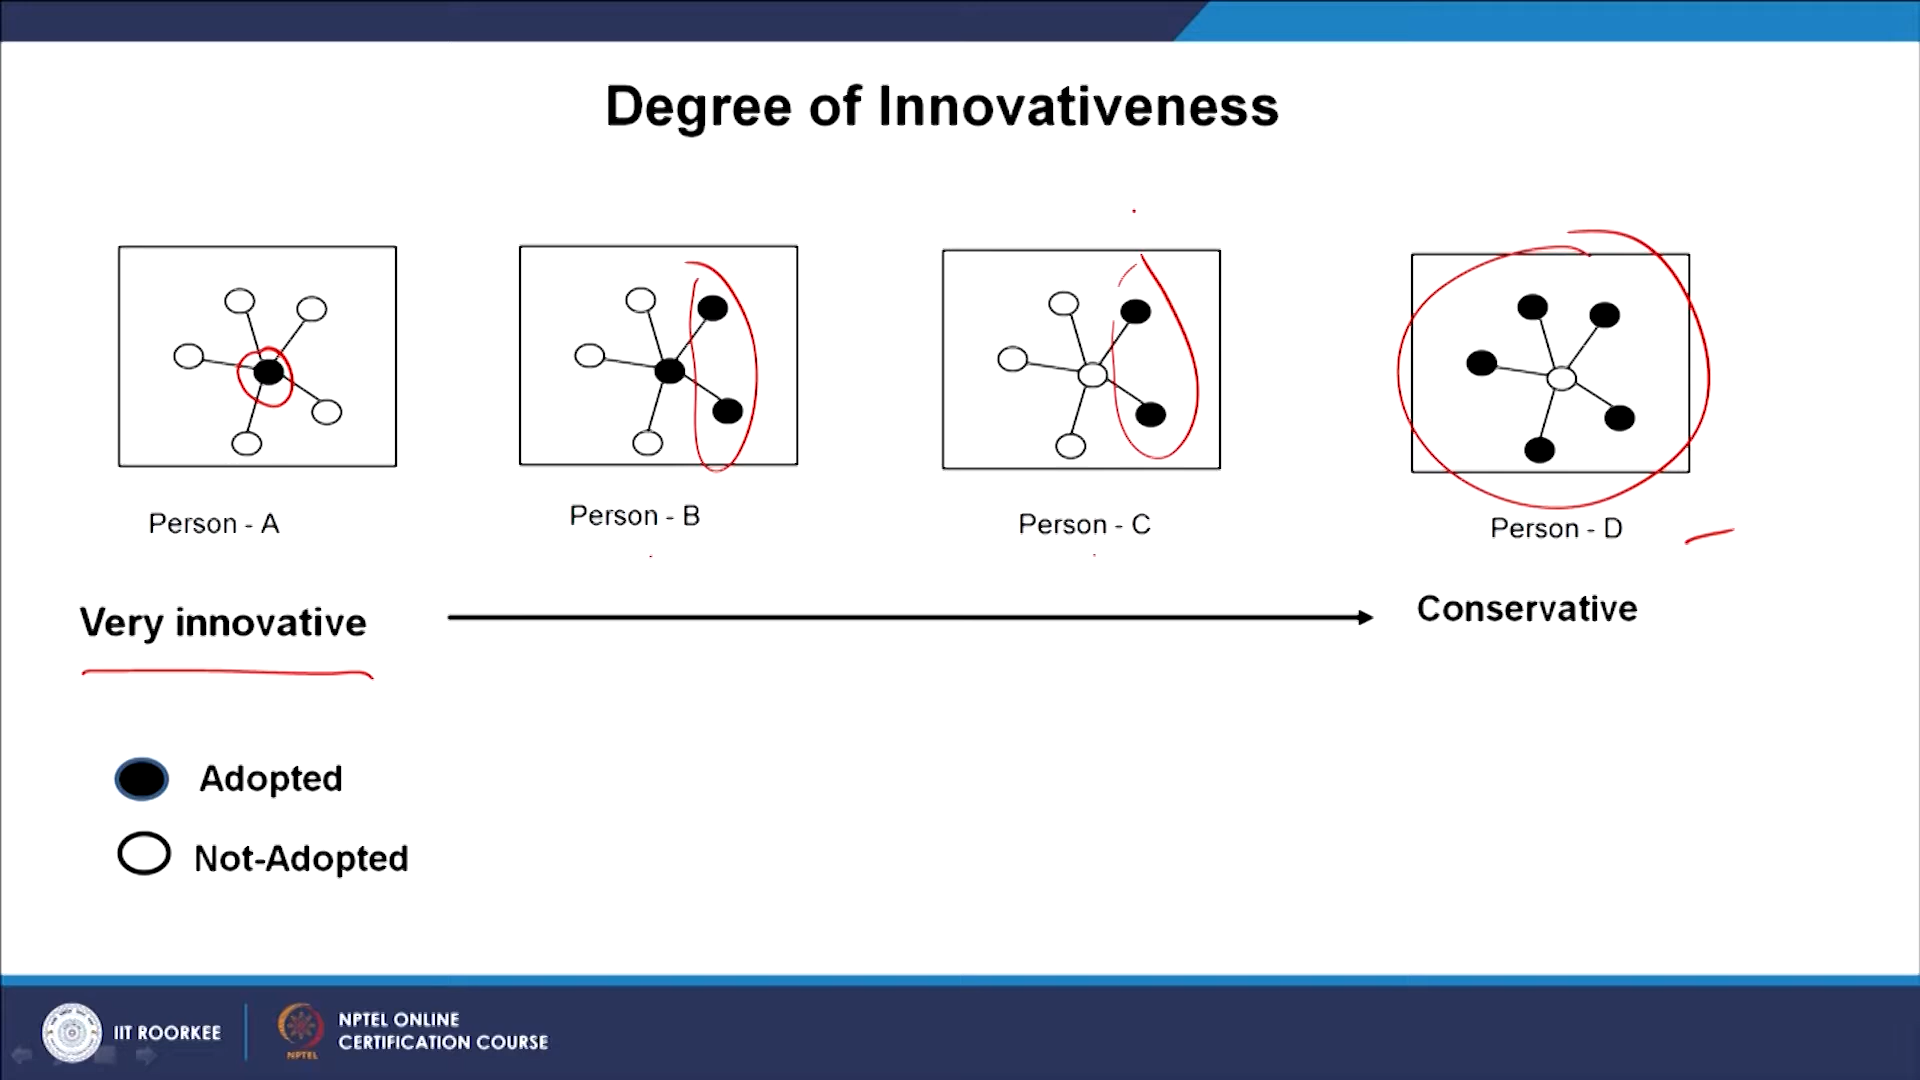 Degree of Innovativeness
Person - A
Person - B
Person - C
Person - D
Very innovative
Conservative
Adopted
Not-Adopted
IIT ROORKEE
NPTEL
NPTEL ONLINE
CERTIFICATION COURSE